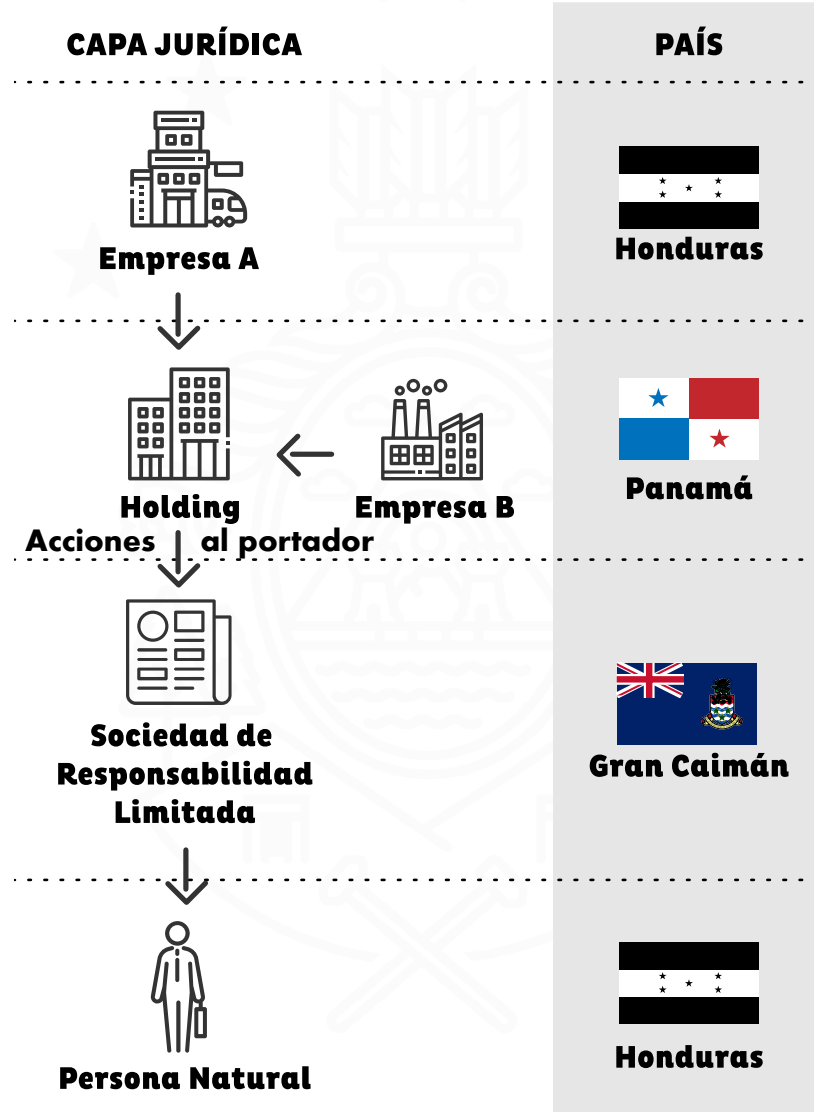 CAPA JURÍDICA PAÍS
Empresa A
Honduras
Holding Empresa B
Panamá
Acciones al portador
Sociedad de
Responsabilidad
Limitada
Gran Caimán
Persona Natural
Honduras